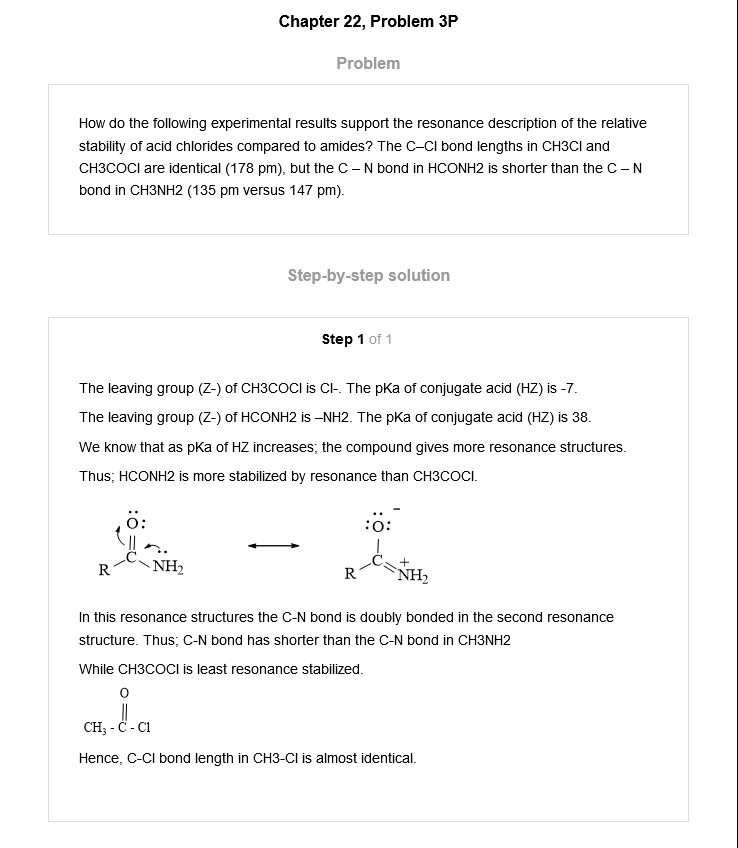 Chapter 22, Problem 3P
Problem
How do the following experimental results support the resonance description of the relative
stability of acid chlorides compared to amides? The C–Cl bond lengths in CH3Cl and
CH3COCl are identical (178 pm), but the C – N bond in HCONH2 is shorter than the C – N
bond in CH3NH2 (135 pm versus 147 pm).
Step-by-step solution
Step 1 of 1
The leaving group (Z-) of CH3COCl is Cl-. The pKa of conjugate acid (HZ) is -7.
The leaving group (Z-) of HCONH2 is –NH2. The pKa of conjugate acid (HZ) is 38.
We know that as pKa of HZ increases; the compound gives more resonance structures.
Thus; HCONH2 is more stabilized by resonance than CH3COCl.
:O:
O:
C
R
NH₂
C
+
R
NH₂
In this resonance structures the C-N bond is doubly bonded in the second resonance
structure. Thus; C-N bond has shorter than the C-N bond in CH3NH2
While CH3COCl is least resonance stabilized.
O
||
CH₃ - C - Cl
Hence, C-Cl bond length in CH3-Cl is almost identical.